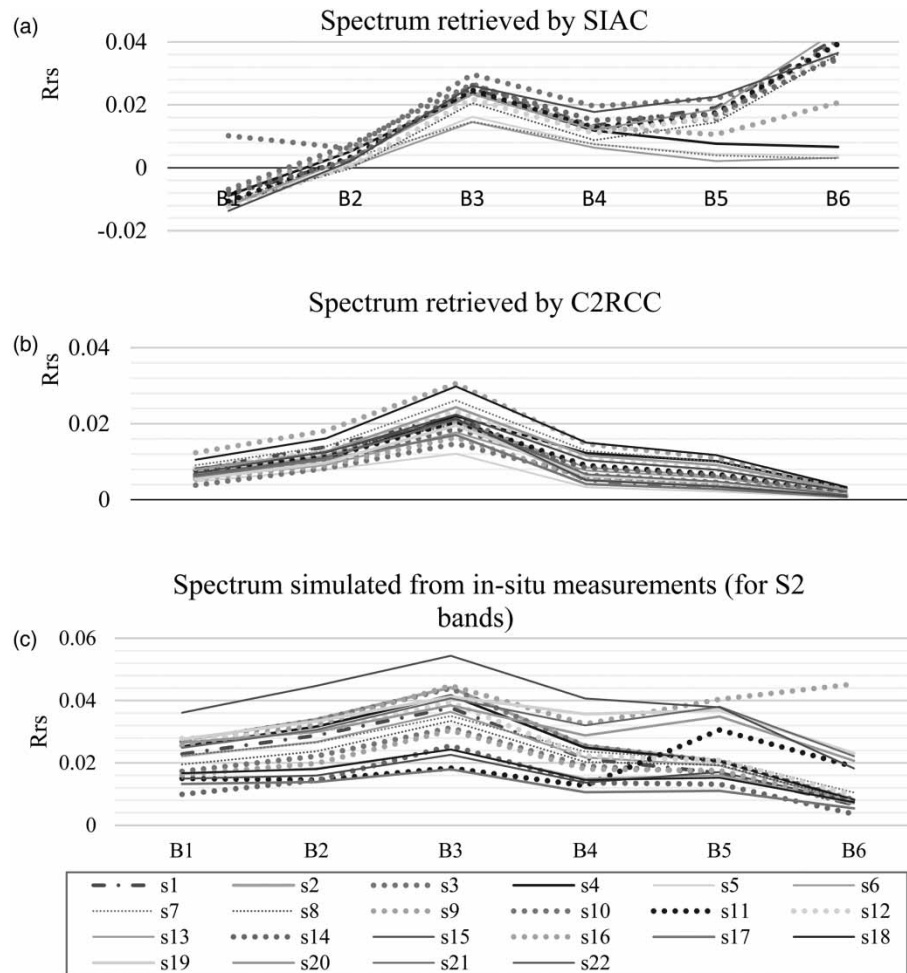 (a)
Spectrum retrieved by SIAC
0.04
0.02
0
-0.02
Rrs
B1 B2 B3 B4 B5 B6
Spectrum retrieved by C2RCC
(b)
0.04
0.02
0
Rrs
Spectrum simulated from in-situ measurements (for S2
bands)
(c)
0.06
0.04
0.02
0
Rrs
B1 B2 B3 B4 B5 B6
s1 s2 s3 s4 s5 s6
s7 s8 s9 s10 s11 s12
s13 s14 s15 s16 s17 s18
s19 s20 s21 s22